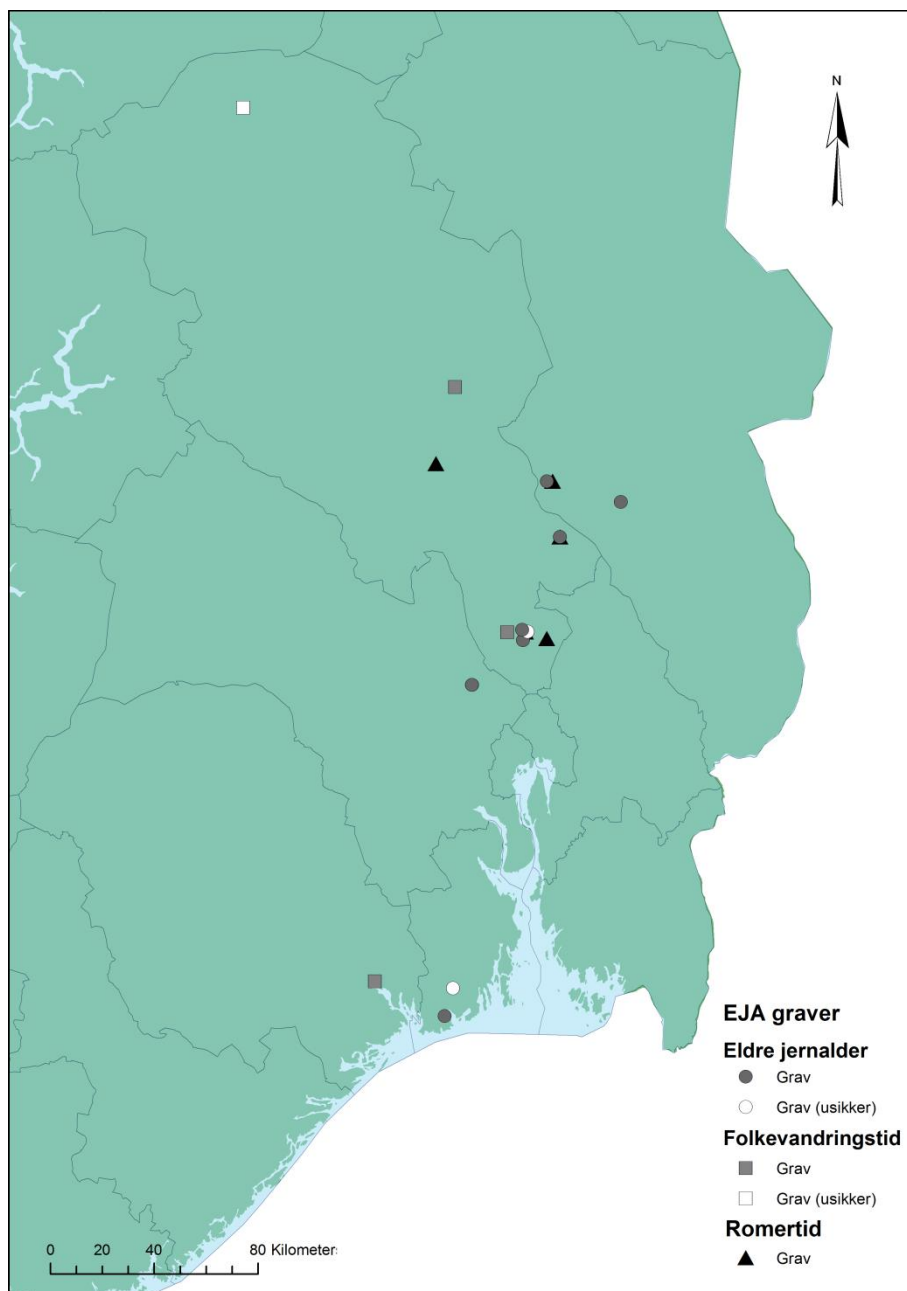 N
EJA graver
Eldre jernalder
Grav
Grav (usikker)
Folkevandringstid
Grav
Grav (usikker)
Romertid
Grav
0 20 40 80 Kilometers